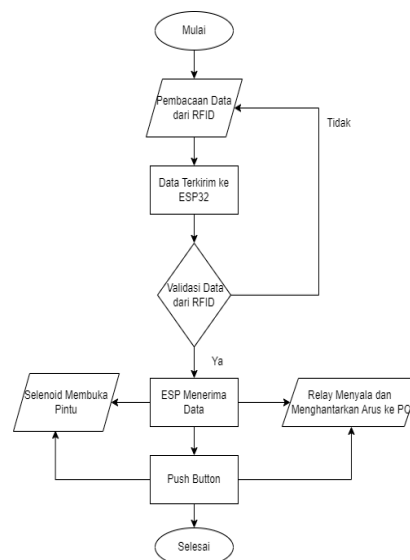 Mulai
Pembacaan Data
dari RFID
Tidak
Data Terkirim ke
ESP32
Validasi Data
dari RFID
Ya
Selenoid Membuka
Pintu
ESP Menerima
Data
Relay Menyala dan
Menghantarkan Arus ke PC
Push Button
Selesai